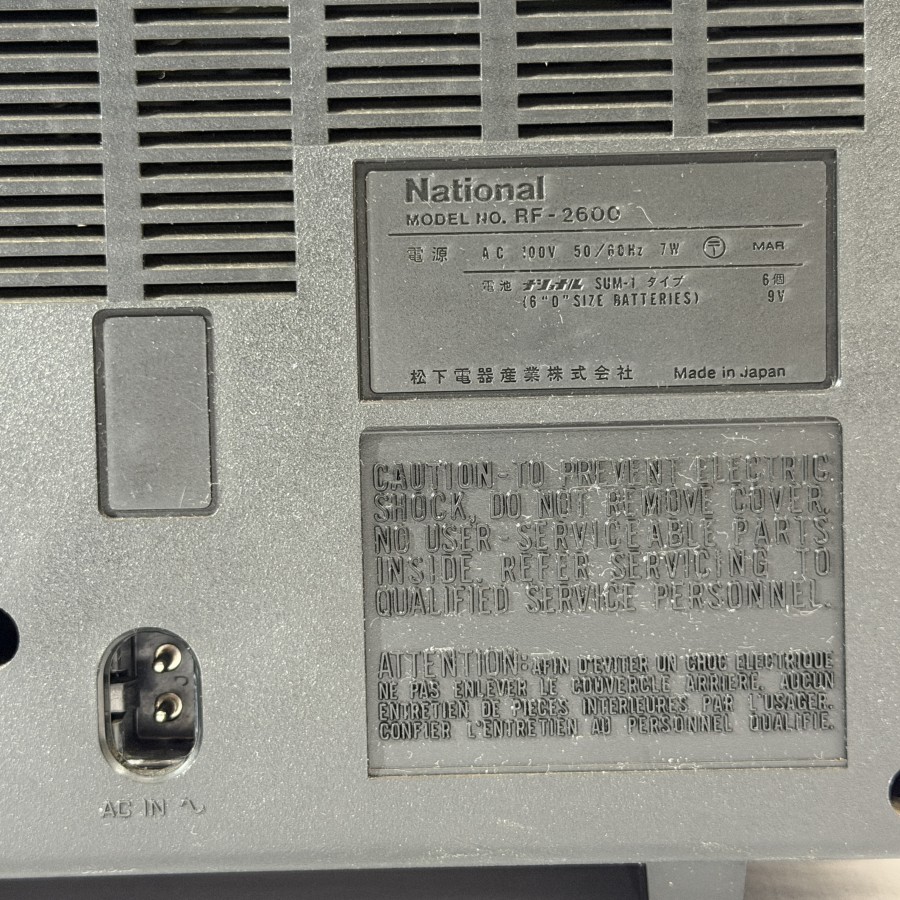 National
MODEL NO. RF-2600
電源 AC 100V 50/60Hz 7W 〒 MAR
電池 ナショナル SUM-1 タイプ 6個
(6 "D" SIZE BATTERIES) 9V
松下電器産業株式会社 Made in Japan
CAUTION-TO PREVENT ELECTRIC
SHOCK, DO NOT REMOVE COVER.
NO USER-SERVICEABLE PARTS
INSIDE. REFER SERVICING TO
QUALIFIED SERVICE PERSONNEL.
ATTENTION: AFIN D'EVITER UN CHOC ELECTRIQUE
NE PAS ENLEVER LE COUVERCLE ARRIERE. AUCUN
ENTRETIEN DE PIECES INTERIEURES PAR L'USAGER.
CONFIER L'ENTRETIEN AU PERSONNEL QUALIFIE.
AC IN ∿